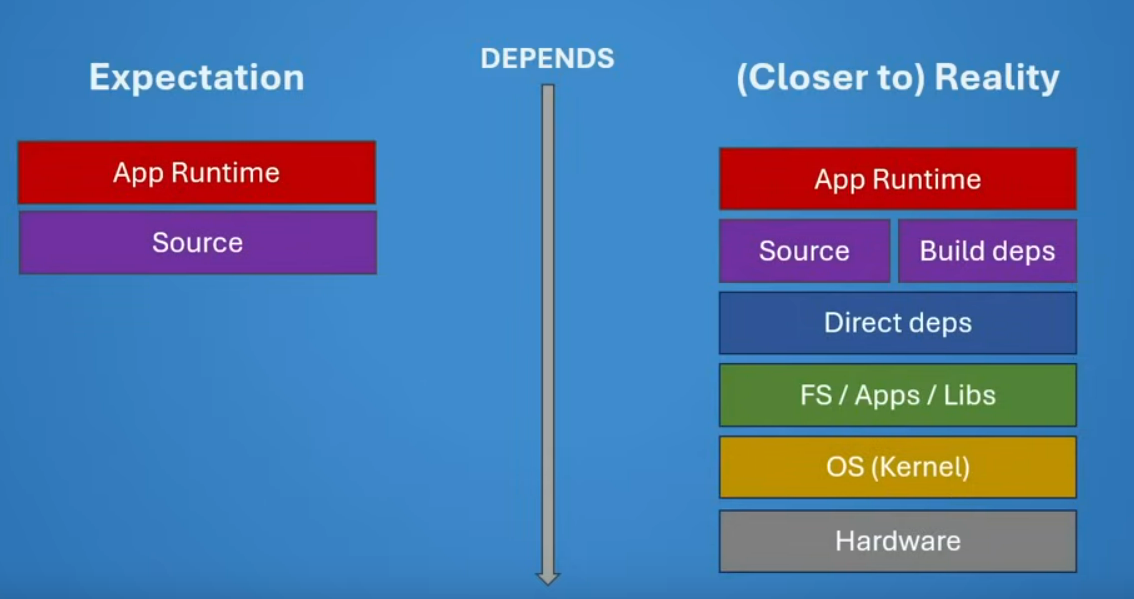 Expectation
App Runtime
Source
DEPENDS
(Closer to) Reality
App Runtime
Source
Build deps
Direct deps
FS / Apps / Libs
OS (Kernel)
Hardware